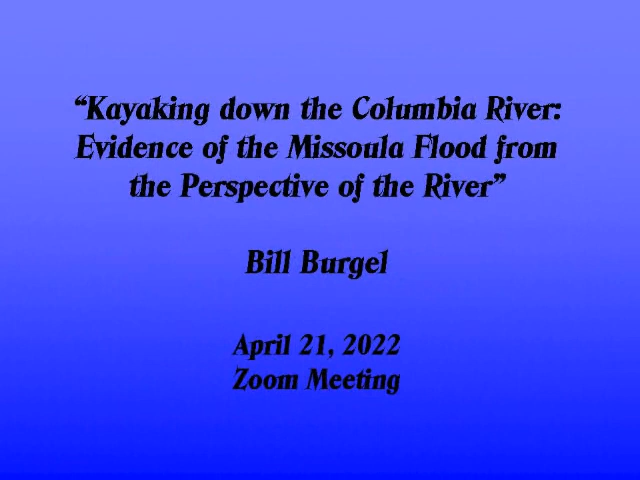 “Kayaking down the Columbia River:
Evidence of the Missoula Flood from
the Perspective of the River”
Bill Burgel
April 21, 2022
Zoom Meeting